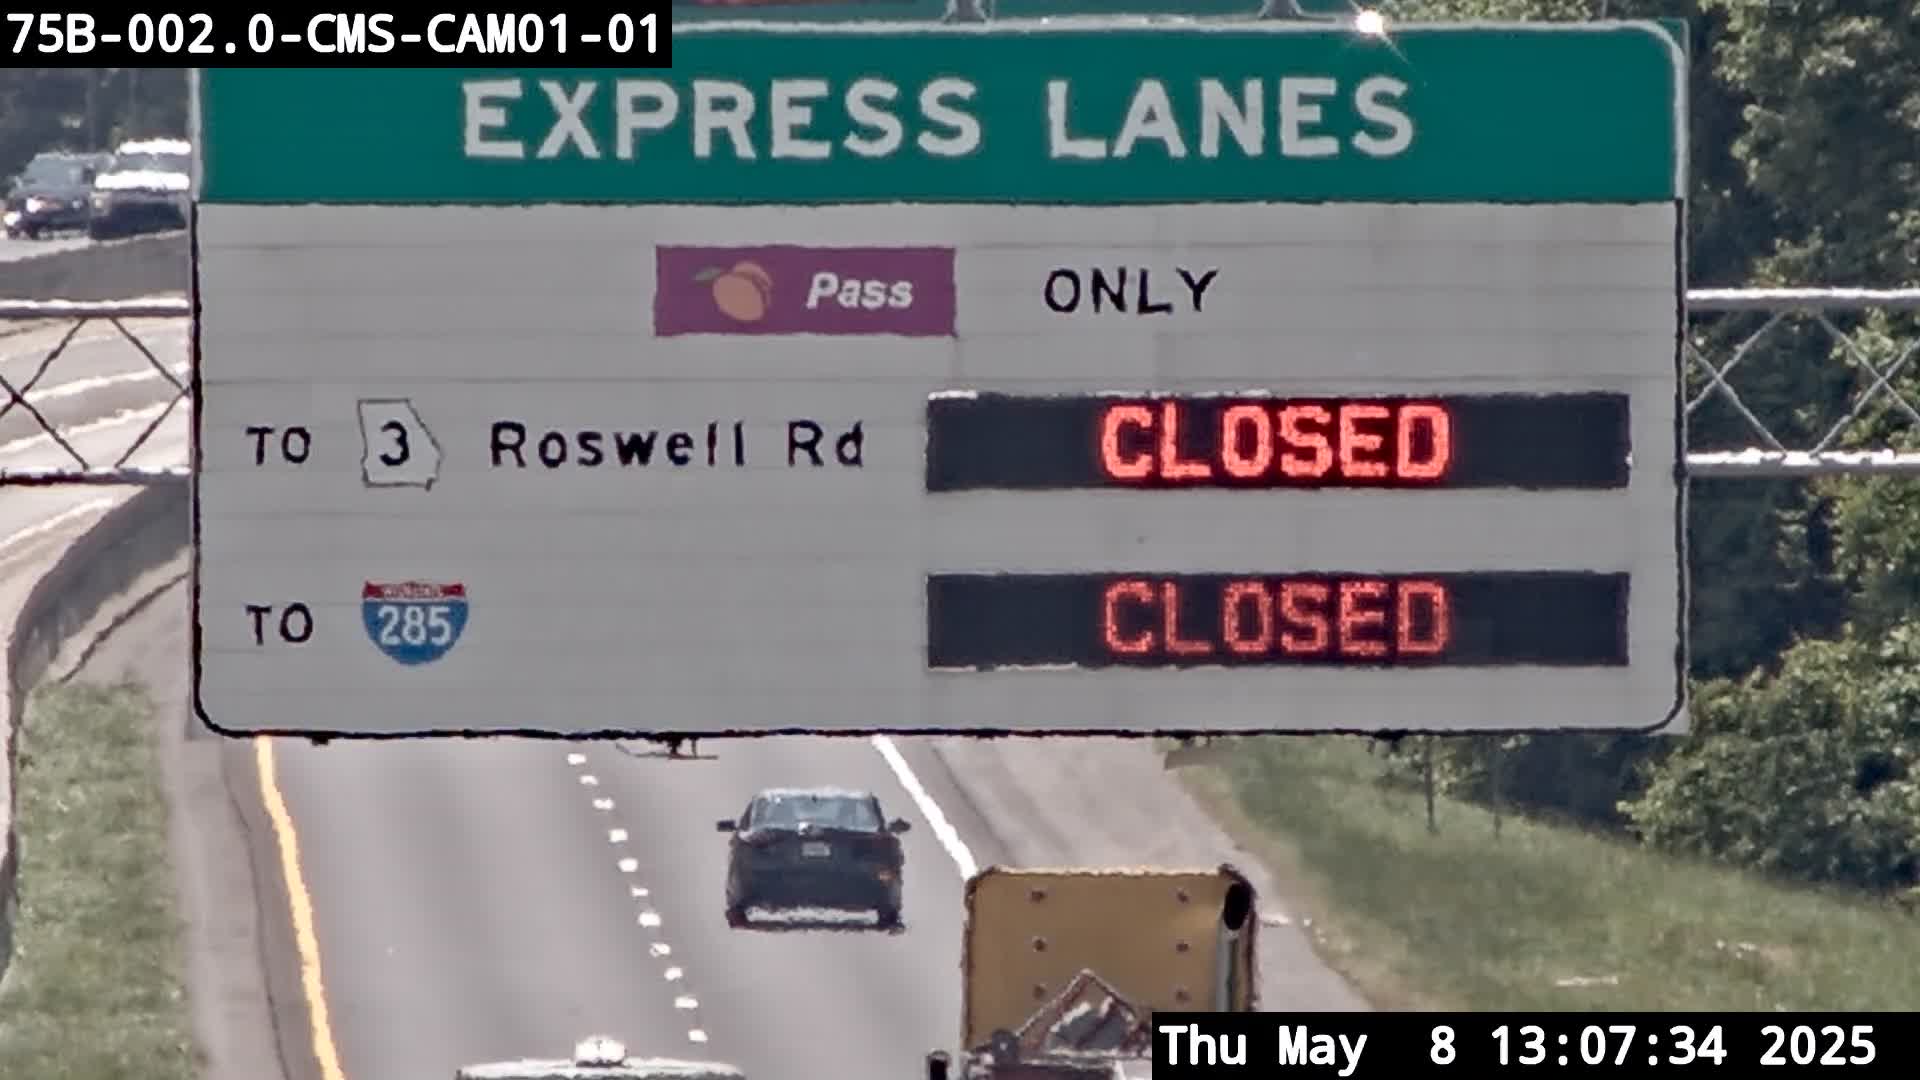 75B-002.0-CMS-CAM01-01
EXPRESS LANES
Pass ONLY
TO 3 Roswell Rd CLOSED
TO 285 CLOSED
Thu May 8 13:07:34 2025